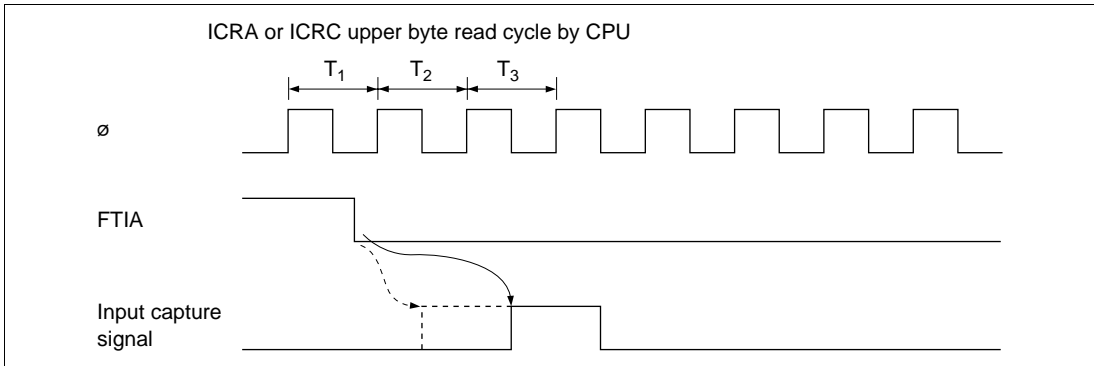 ICRA or ICRC upper byte read cycle by CPU
T1 T2 T3
ø
FTIA
Input capture
signal